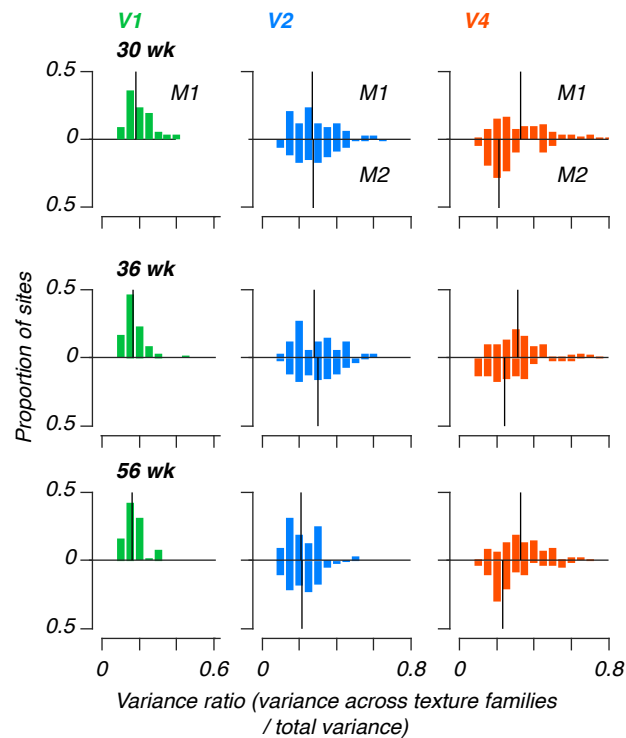 V1 V2 V4
30 wk
0.5
M1 M1 M1
0
M2 M2
0.5
36 wk
0.5
0
0.5
Proportion of sites
56 wk
0.5
0
0.5
0 0.6 0 0.8 0 0.8
Variance ratio (variance across texture families
/ total variance)